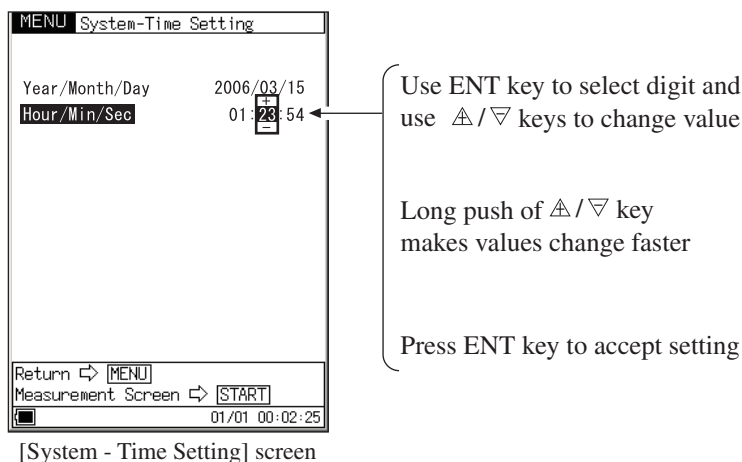 MENU System-Time Setting
Year/Month/Day 2006/03/15
+
Hour/Min/Sec 01:23:54
−
Return ⇨ MENU
Measurement Screen ⇨ START
01/01 00:02:25
[System - Time Setting] screen
Use ENT key to select digit and
use +/− keys to change value
Long push of +/− key
makes values change faster
Press ENT key to accept setting